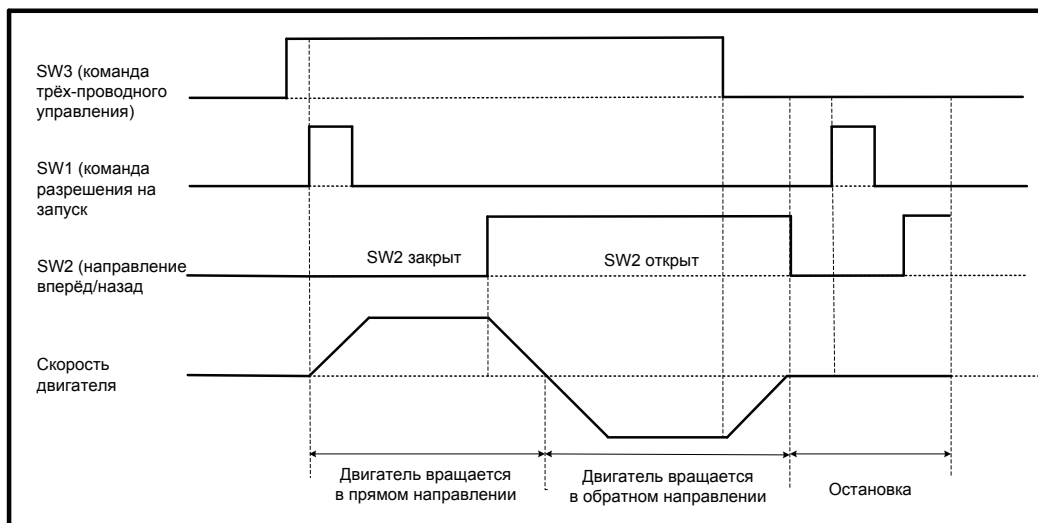 SW3 (команда
трёх-проводного
управления)
SW1 (команда
разрешения на
запуск
SW2 закрыт
SW2 открыт
SW2 (направление
вперёд/назад
Скорость
двигателя
Двигатель вращается
в прямом направлении
Двигатель вращается
в обратном направлении
Остановка